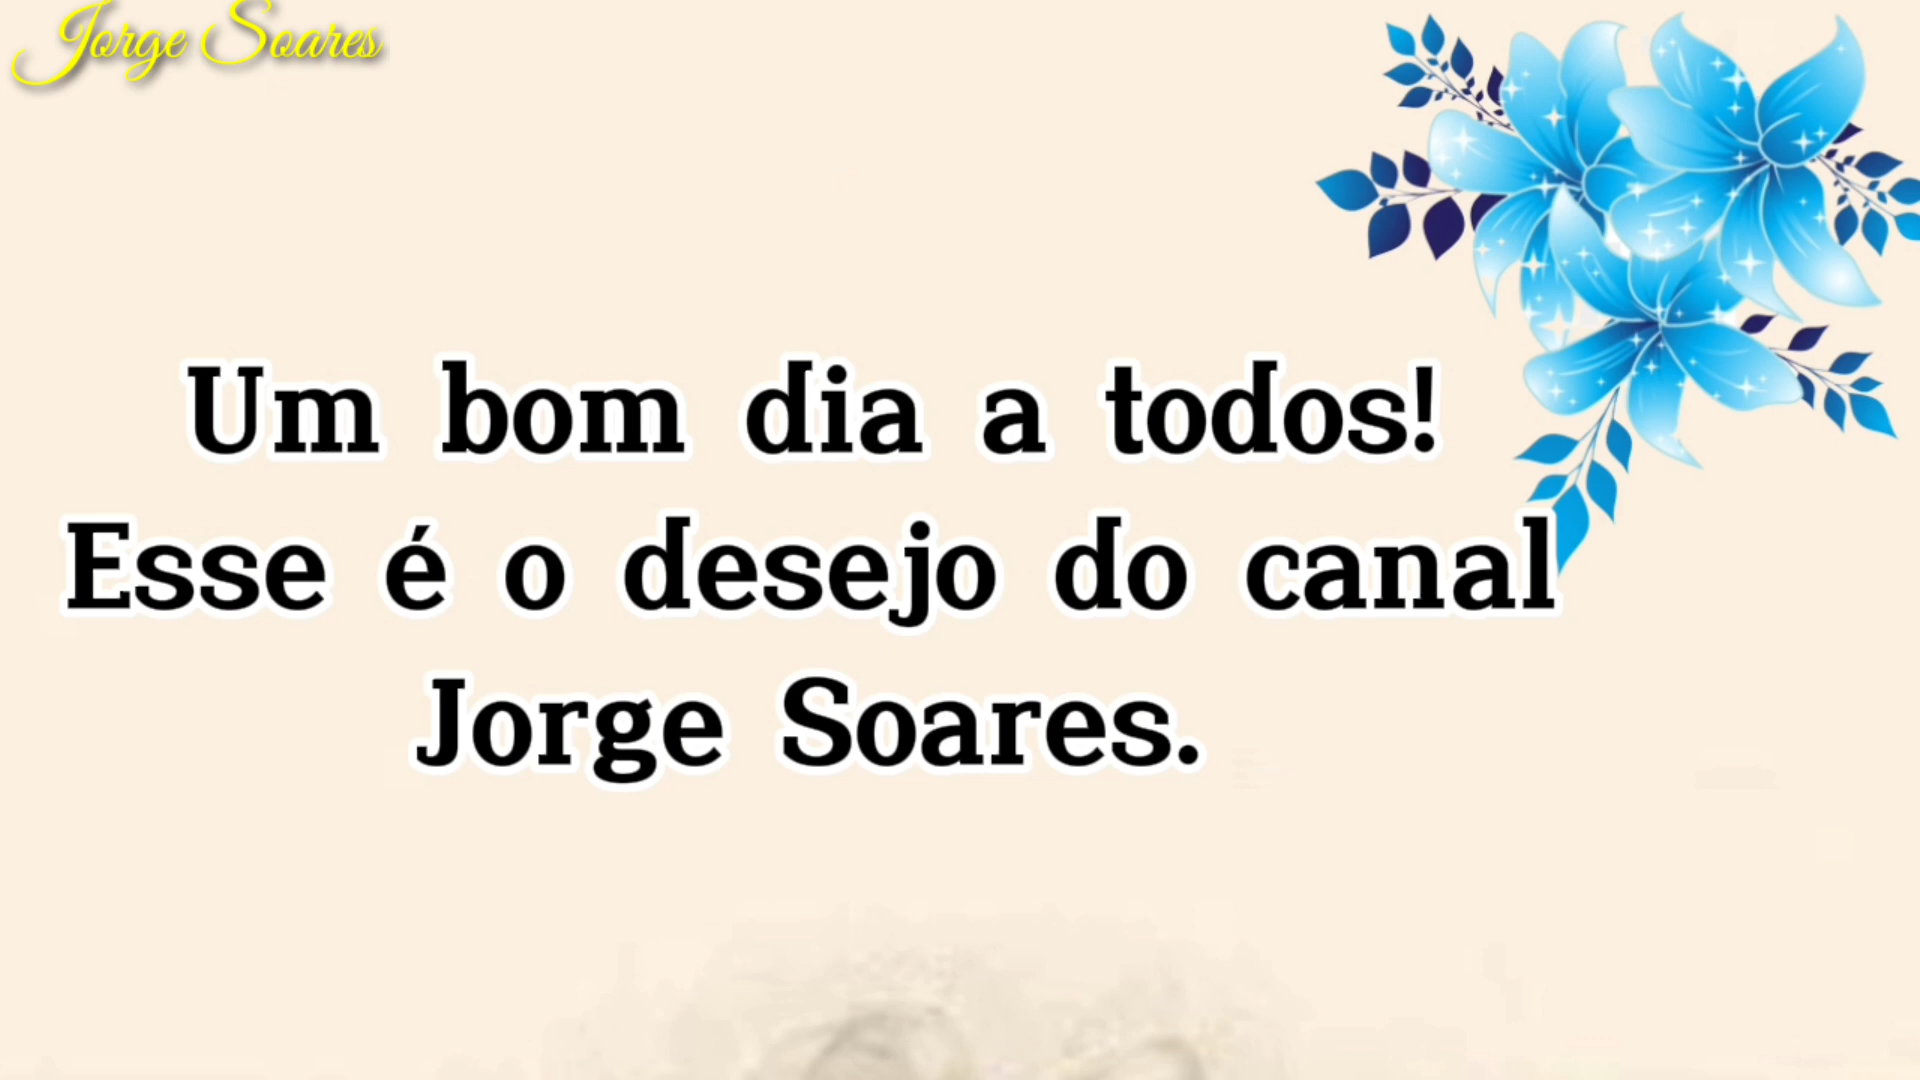 Jorge Soares
Um bom dia a todos!
Esse é o desejo do canal
Jorge Soares.